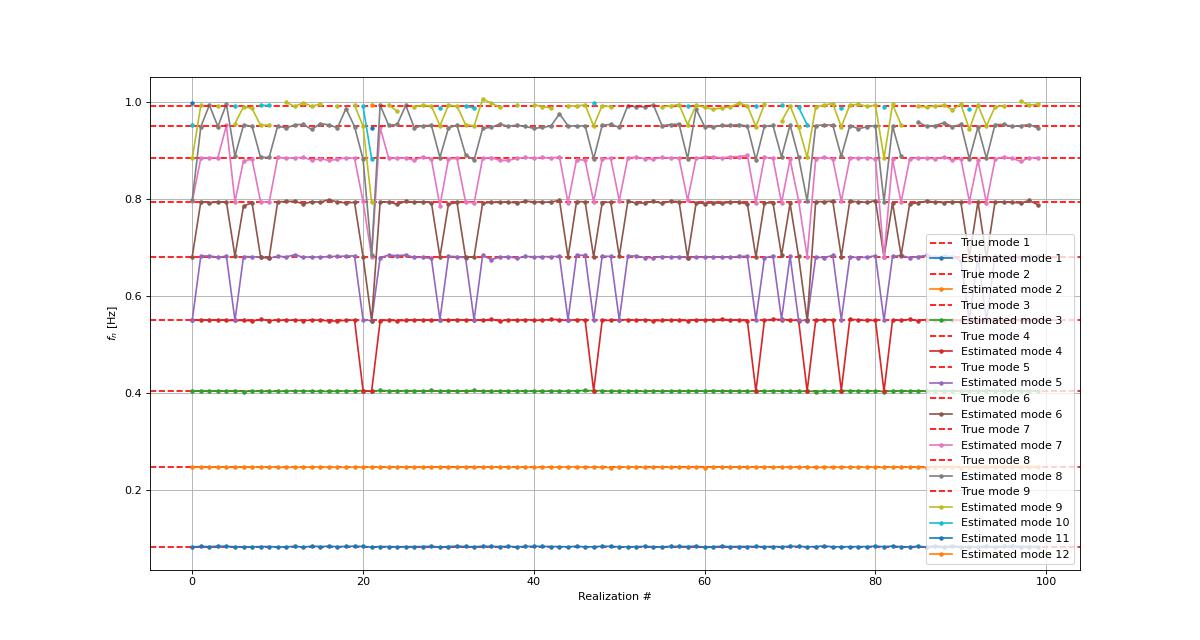 1.0
0.8
0.6
0.4
0.2
fn [Hz]
0 20 40 60 80 100
Realization #
True mode 1
Estimated mode 1
True mode 2
Estimated mode 2
True mode 3
Estimated mode 3
True mode 4
Estimated mode 4
True mode 5
Estimated mode 5
True mode 6
Estimated mode 6
True mode 7
Estimated mode 7
True mode 8
Estimated mode 8
True mode 9
Estimated mode 9
Estimated mode 10
Estimated mode 11
Estimated mode 12